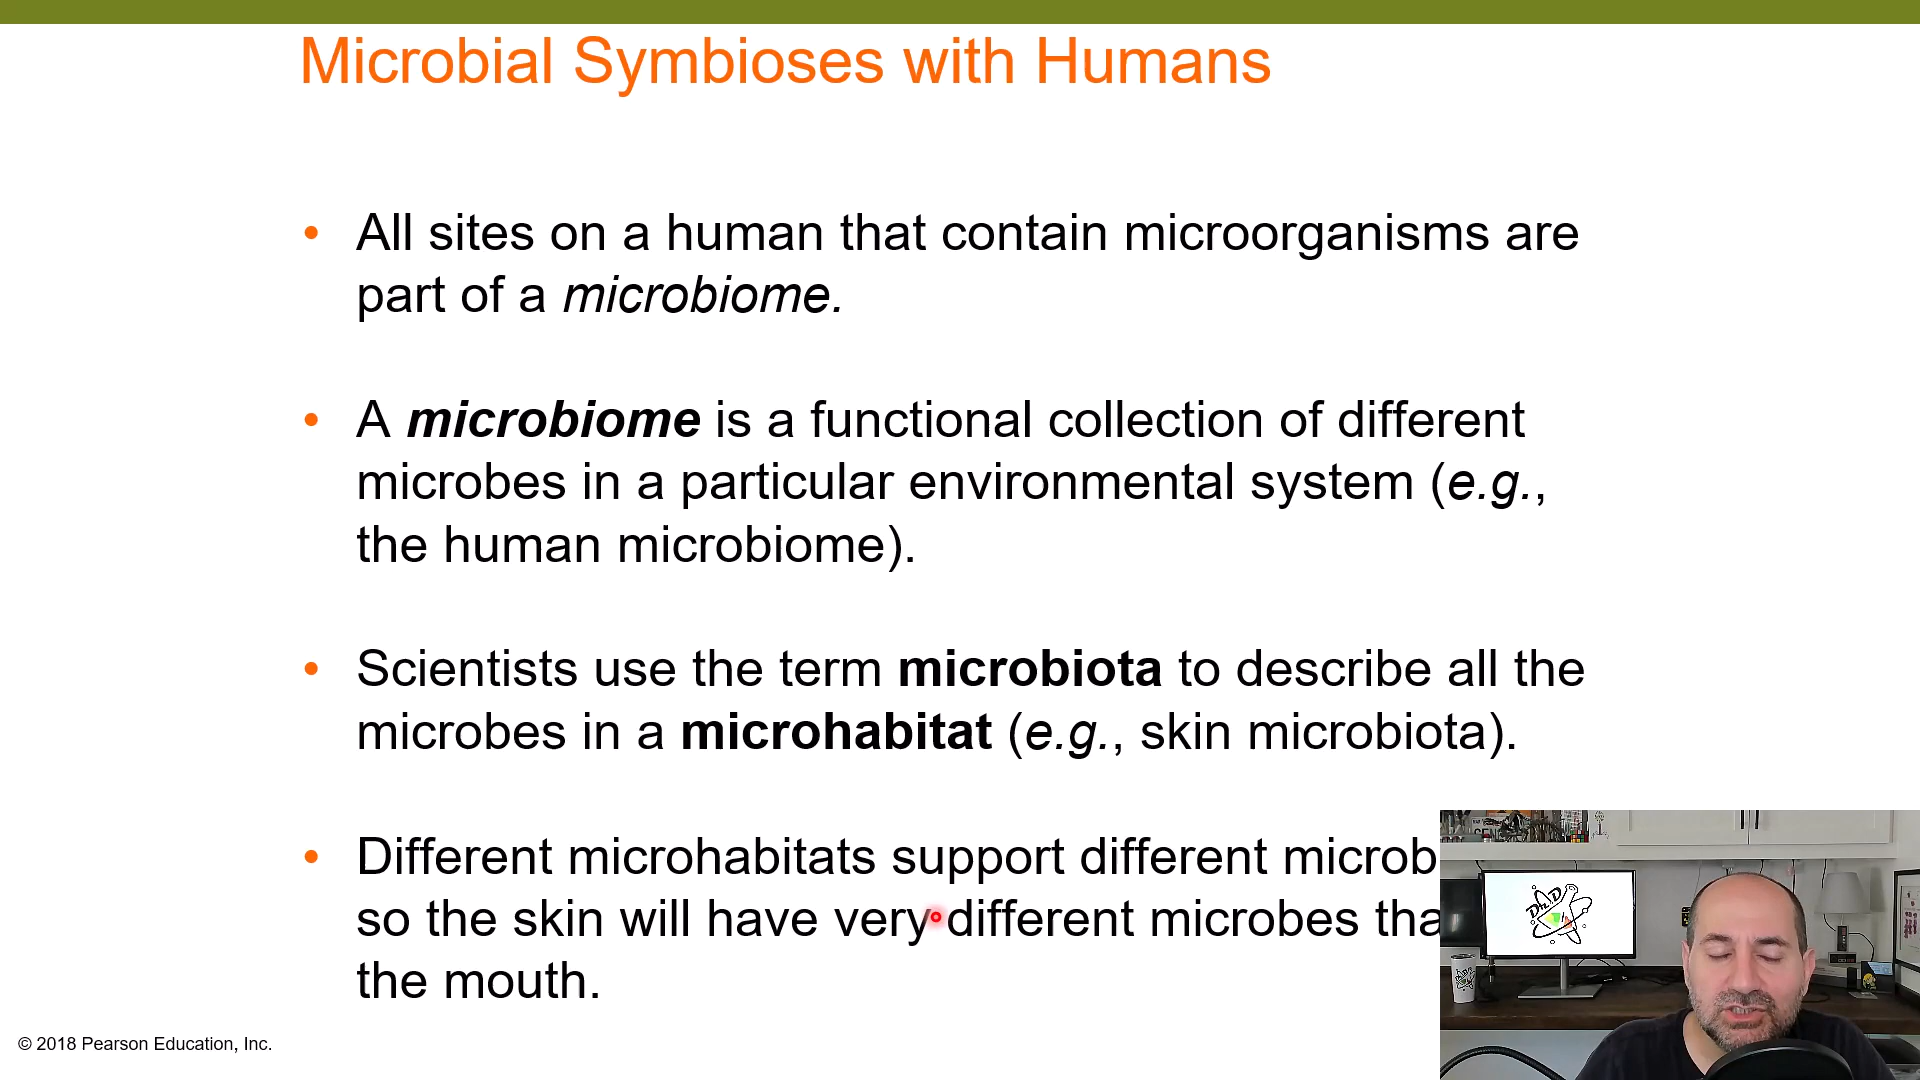 Microbial Symbioses with Humans
• All sites on a human that contain microorganisms are
part of a microbiome.
• A microbiome is a functional collection of different
microbes in a particular environmental system (e.g.,
the human microbiome).
• Scientists use the term microbiota to describe all the
microbes in a microhabitat (e.g., skin microbiota).
• Different microhabitats support different microb
so the skin will have very different microbes tha
the mouth.
© 2018 Pearson Education, Inc.